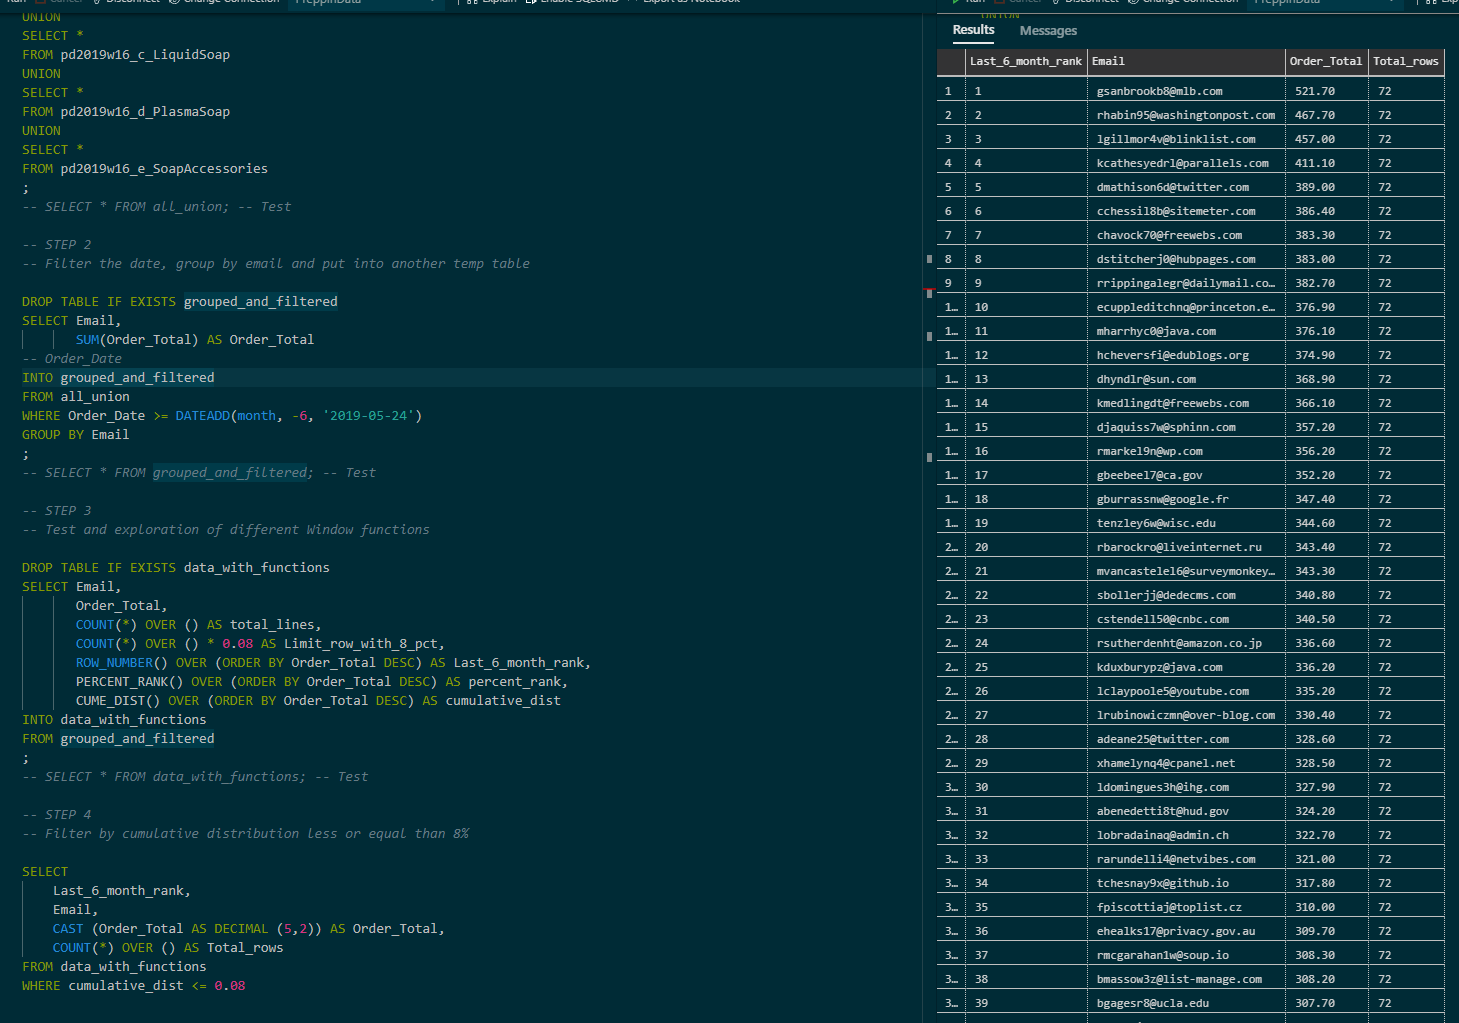 Run Cancel Disconnect Change Connection PreppinData Explain Enable SQLCMD Export as Notebook
UNION
SELECT *
FROM pd2019w16_c_LiquidSoap
UNION
SELECT *
FROM pd2019w16_d_PlasmaSoap
UNION
SELECT *
FROM pd2019w16_e_SoapAccessories
;
-- SELECT * FROM all_union; -- Test
-- STEP 2
-- Filter the date, group by email and put into another temp table
DROP TABLE IF EXISTS grouped_and_filtered
SELECT Email,
SUM(Order_Total) AS Order_Total
-- Order_Date
INTO grouped_and_filtered
FROM all_union
WHERE Order_Date >= DATEADD(month, -6, '2019-05-24')
GROUP BY Email
;
-- SELECT * FROM grouped_and_filtered; -- Test
-- STEP 3
-- Test and exploration of different Window functions
DROP TABLE IF EXISTS data_with_functions
SELECT Email,
Order_Total,
COUNT(*) OVER () AS total_lines,
COUNT(*) OVER () * 0.08 AS Limit_row_with_8_pct,
ROW_NUMBER() OVER (ORDER BY Order_Total DESC) AS Last_6_month_rank,
PERCENT_RANK() OVER (ORDER BY Order_Total DESC) AS percent_rank,
CUME_DIST() OVER (ORDER BY Order_Total DESC) AS cumulative_dist
INTO data_with_functions
FROM grouped_and_filtered
;
-- SELECT * FROM data_with_functions; -- Test
-- STEP 4
-- Filter by cumulative distribution less or equal than 8%
SELECT
Last_6_month_rank,
Email,
CAST (Order_Total AS DECIMAL (5,2)) AS Order_Total,
COUNT(*) OVER () AS Total_rows
FROM data_with_functions
WHERE cumulative_dist <= 0.08
Run Cancel Disconnect Change Connection PreppinData
UNION
Results Messages
Last_6_month_rank Email Order_Total Total_rows
1 1 gsanbrookb8@mlb.com 521.70 72
2 2 rhabin95@washingtonpost.com 467.70 72
3 3 lgillmor4v@blinklist.com 457.00 72
4 4 kcathesyedrl@parallels.com 411.10 72
5 5 dmathison6d@twitter.com 389.00 72
6 6 cchessil8b@sitemeter.com 386.40 72
7 7 chavock70@freewebs.com 383.30 72
8 8 dstitcherj0@hubpages.com 383.00 72
9 9 rrippingalegr@dailymail.co… 382.70 72
1… 10 ecuppleditchnq@princeton.e… 376.90 72
1… 11 mharrhyc0@java.com 376.10 72
1… 12 hcheversfi@edublogs.org 374.90 72
1… 13 dhyndlr@sun.com 368.90 72
1… 14 kmedlingdt@freewebs.com 366.10 72
1… 15 djaquiss7w@sphinn.com 357.20 72
1… 16 rmarkel9n@wp.com 356.20 72
1… 17 gbeebeel7@ca.gov 352.20 72
1… 18 gburrassnw@google.fr 347.40 72
1… 19 tenzley6w@wisc.edu 344.60 72
2… 20 rbarockro@liveinternet.ru 343.40 72
2… 21 mvancastelel6@surveymonkey… 343.30 72
2… 22 sbollerjj@dedecms.com 340.80 72
2… 23 cstendell50@cnbc.com 340.50 72
2… 24 rsutherdenht@amazon.co.jp 336.60 72
2… 25 kduxburypz@java.com 336.20 72
2… 26 lclaypoole5@youtube.com 335.20 72
2… 27 lrubinowiczmn@over-blog.com 330.40 72
2… 28 adeane25@twitter.com 328.60 72
2… 29 xhamelynq4@cpanel.net 328.50 72
3… 30 ldomingues3h@ihg.com 327.90 72
3… 31 abenedetti8t@hud.gov 324.20 72
3… 32 lobradainaq@admin.ch 322.70 72
3… 33 rarundelli4@netvibes.com 321.00 72
3… 34 tchesnay9x@github.io 317.80 72
3… 35 fpiscottiaj@toplist.cz 310.00 72
3… 36 ehealks17@privacy.gov.au 309.70 72
3… 37 rmcgarahan1w@soup.io 308.30 72
3… 38 bmassow3z@list-manage.com 308.20 72
3… 39 bgagesr8@ucla.edu 307.70 72